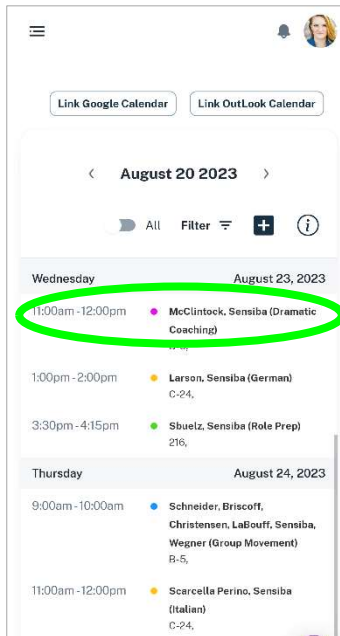 Link Google Calendar
Link OutLook Calendar
August 20 2023
All
Filter
Wednesday
August 23, 2023
11:00am-12:00pm
McClintock, Sensiba (Dramatic
Coaching)
1:00pm-2:00pm
Larson, Sensiba (German)
C-24,
3:30pm-4:15pm
Sbuelz, Sensiba (Role Prep)
216,
Thursday
August 24, 2023
9:00am-10:00am
Schneider, Briscoff,
Christensen, LaBouff, Sensiba,
Wegner (Group Movement)
B-5,
11:00am-12:00pm
Scarcella Perino, Sensiba
(Italian)
C-24,